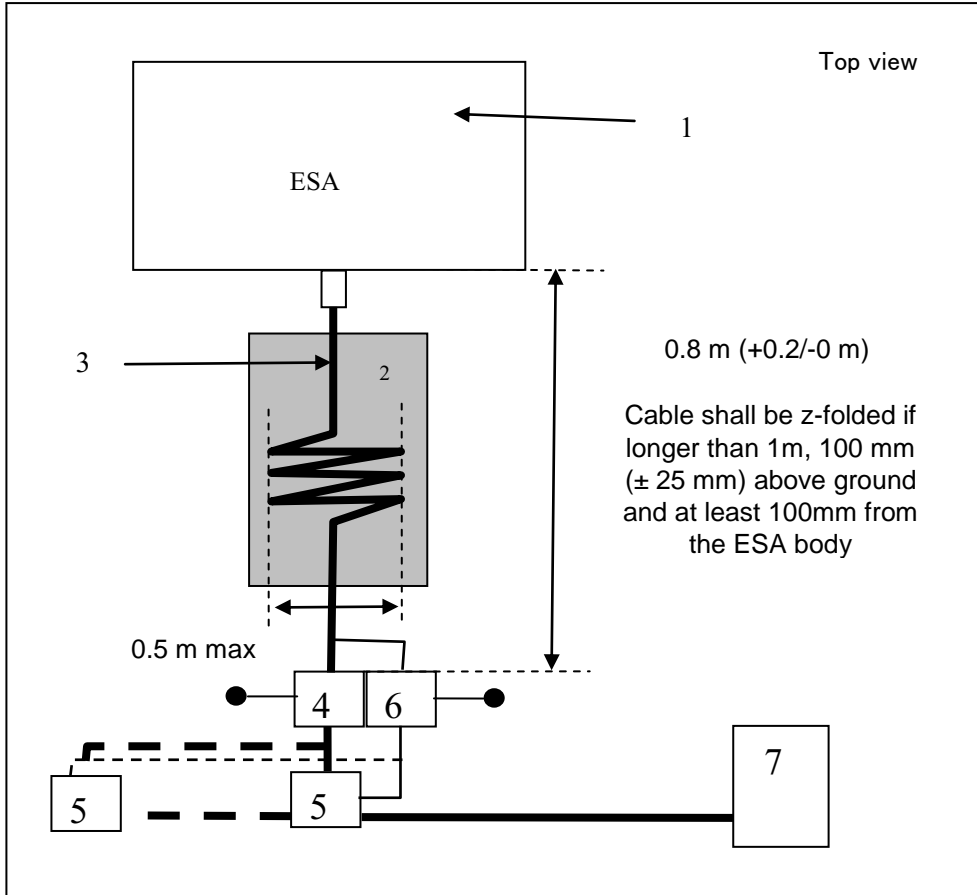 Top view
1
ESA
3
2
0.8 m (+0.2/-0 m)
Cable shall be z-folded if
longer than 1m, 100 mm
(± 25 mm) above ground
and at least 100mm from
the ESA body
0.5 m max
4
6
7
5
5